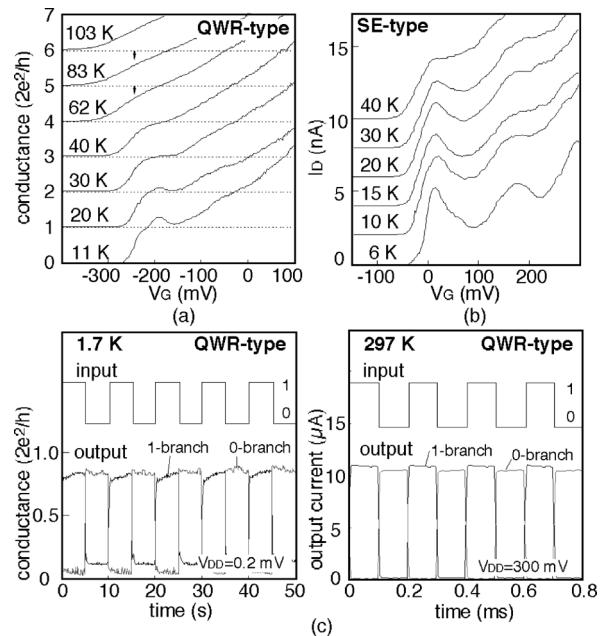 QWR-type
103 K
83 K
62 K
40 K
30 K
20 K
11 K
conductance (2e²/h)
7
6
5
4
3
2
1
0
-300
-200
-100
0
100
VG (mV)
(a)
SE-type
40 K
30 K
20 K
15 K
10 K
6 K
ID (nA)
15
10
5
0
-100
0
100
200
VG (mV)
(b)
1.7 K QWR-type
input
1
0
output
1-branch
0-branch
VDD=0.2 mV
conductance (2e²/h)
1.0
0.5
0
0
10
20
30
40
50
time (s)
297 K QWR-type
input
1
0
output
1-branch
0-branch
VDD=300 mV
output current (μA)
15
10
5
0
0
0.2
0.4
0.6
0.8
time (ms)
(c)